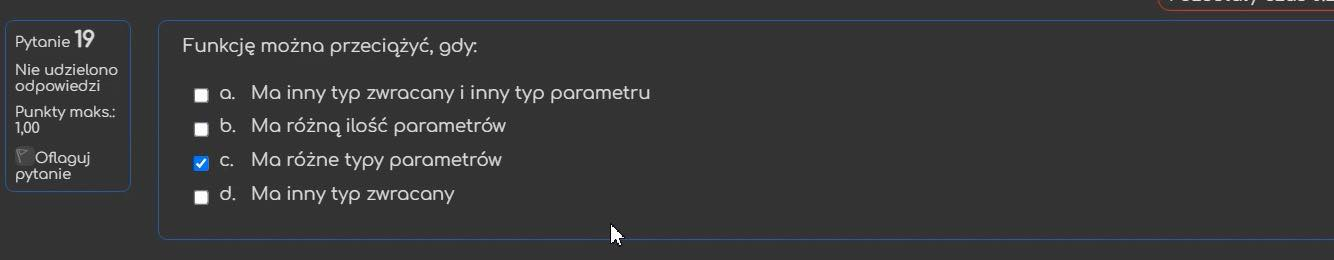 Pytanie 19
Nie udzielono
odpowiedzi
Punkty maks.:
1,00
Oflaguj
pytanie
Funkcję można przeciążyć, gdy:
a. Ma inny typ zwracany i inny typ parametru
b. Ma różną ilość parametrów
c. Ma różne typy parametrów
d. Ma inny typ zwracany